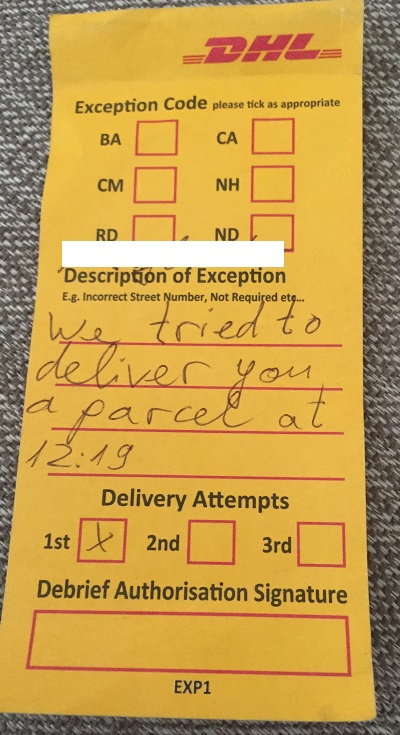 DHL
Exception Code please tick as appropriate
BA CA
CM NH
RD ND
Description of Exception
E.g. Incorrect Street Number, Not Required etc...
We tried to
deliver you
a parcel at
12:19
Delivery Attempts
1st X 2nd 3rd
Debrief Authorisation Signature
EXP1